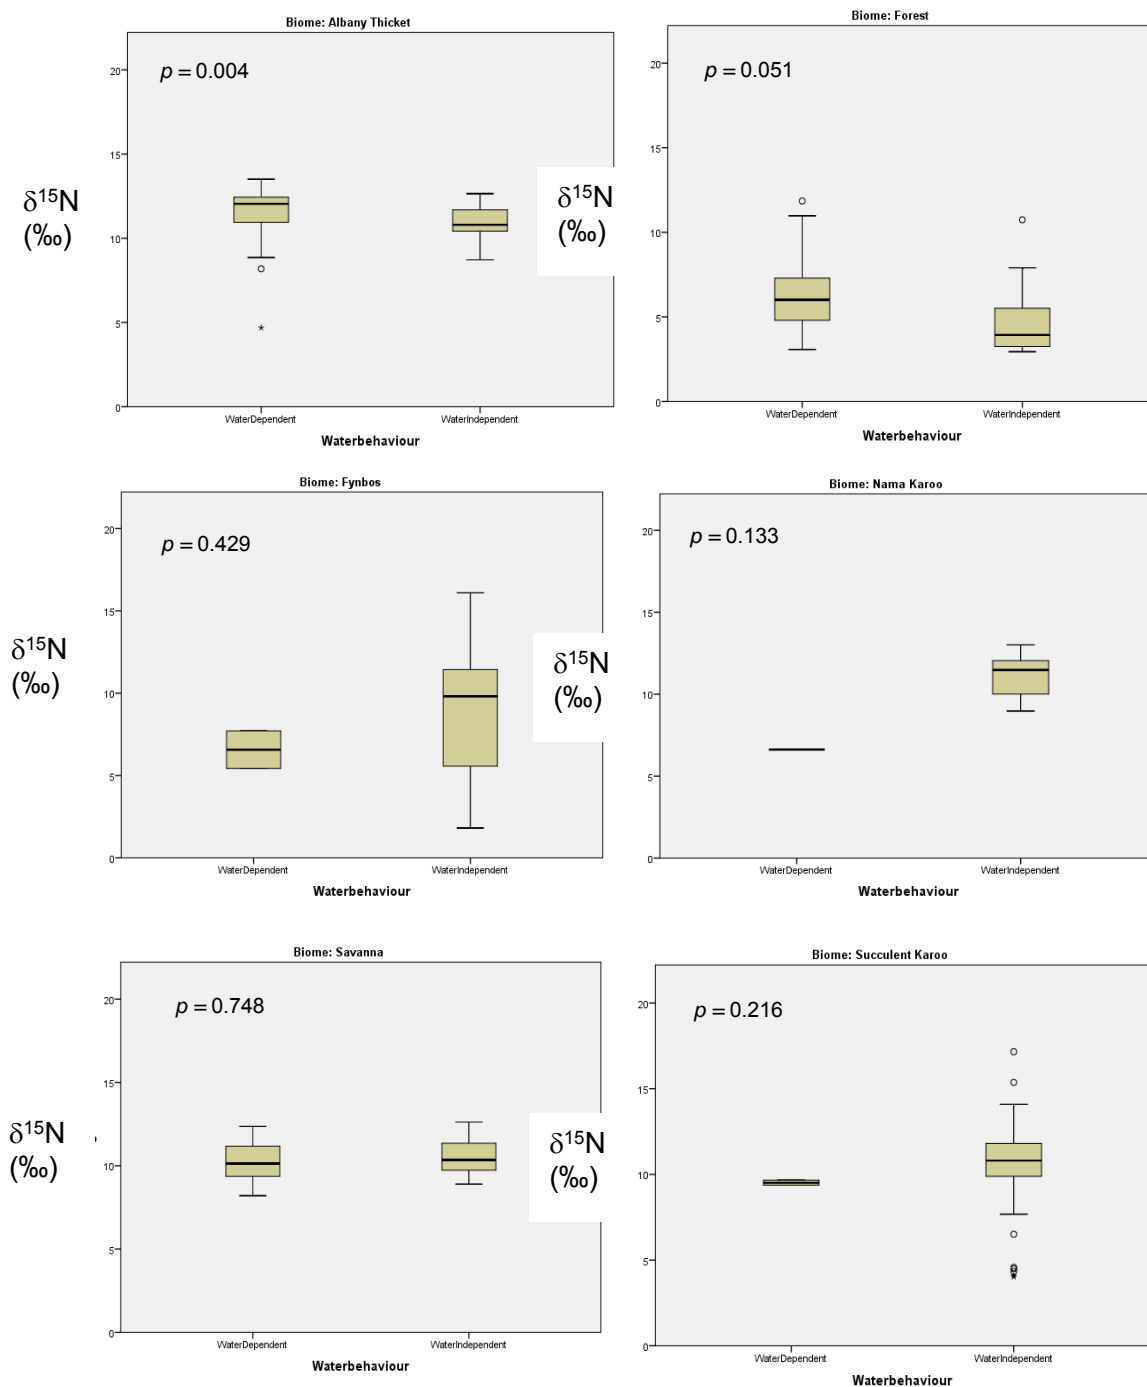 Biome: Albany Thicket
p = 0.004
20
15
10
5
0
δ15N
(‰)
WaterDependent
WaterIndependent
Waterbehaviour
Biome: Forest
p = 0.051
20
15
10
5
0
δ15N
(‰)
WaterDependent
WaterIndependent
Waterbehaviour
Biome: Fynbos
p = 0.429
20
15
10
5
0
δ15N
(‰)
WaterDependent
WaterIndependent
Waterbehaviour
Biome: Nama Karoo
p = 0.133
20
15
10
5
0
δ15N
(‰)
WaterDependent
WaterIndependent
Waterbehaviour
Biome: Savanna
p = 0.748
20
15
10
5
0
δ15N
(‰)
WaterDependent
WaterIndependent
Waterbehaviour
Biome: Succulent Karoo
p = 0.216
20
15
10
5
0
δ15N
(‰)
WaterDependent
WaterIndependent
Waterbehaviour